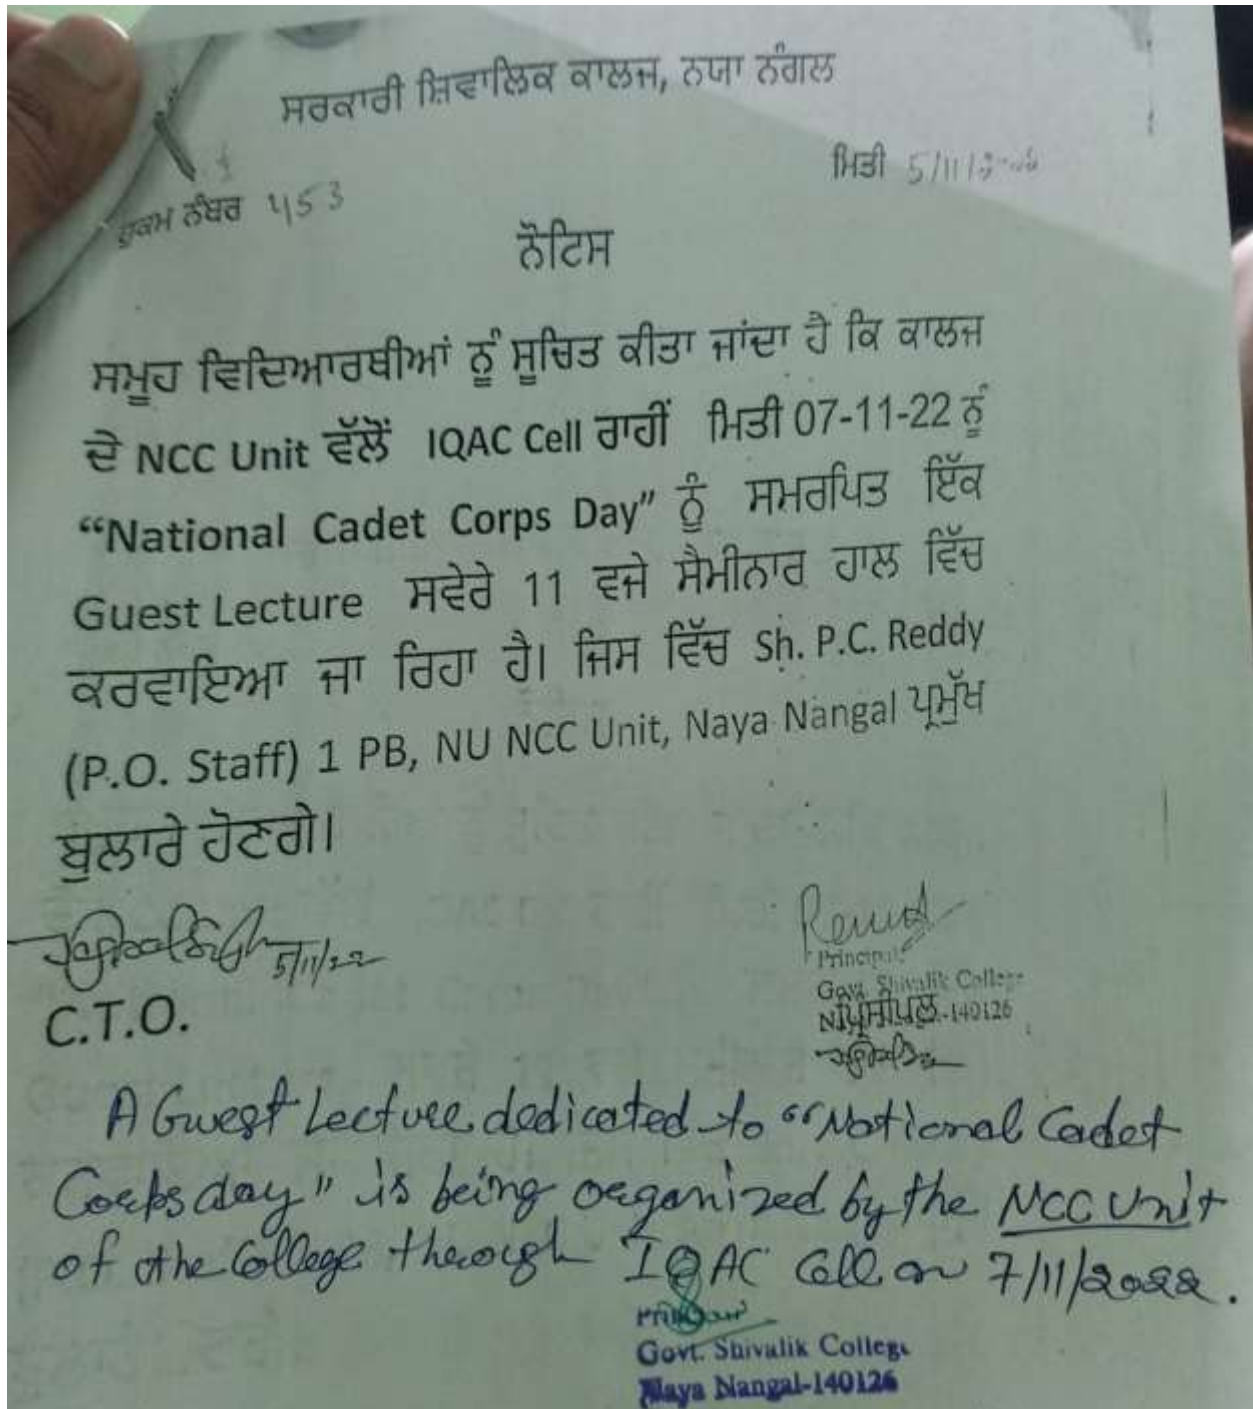 ਸਰਕਾਰੀ ਸ਼ਿਵਾਲਿਕ ਕਾਲਜ, ਨਯਾ ਨੰਗਲ
ਮਿਤੀ 5/11/
ਹੁਕਮ ਨੰਬਰ 453
ਨੋਟਿਸ
ਸਮੂਹ ਵਿਦਿਆਰਥੀਆਂ ਨੂੰ ਸੂਚਿਤ ਕੀਤਾ ਜਾਂਦਾ ਹੈ ਕਿ ਕਾਲਜ
ਦੇ NCC Unit ਵੱਲੋਂ IQAC Cell ਰਾਹੀਂ ਮਿਤੀ 07-11-22 ਨੂੰ
“National Cadet Corps Day” ਨੂੰ ਸਮਰਪਿਤ ਇੱਕ
Guest Lecture ਸਵੇਰੇ 11 ਵਜੇ ਸੈਮੀਨਾਰ ਹਾਲ ਵਿੱਚ
ਕਰਵਾਇਆ ਜਾ ਰਿਹਾ ਹੈ। ਜਿਸ ਵਿੱਚ Sh. P.C. Reddy
(P.O. Staff) 1 PB, NU NCC Unit, Naya Nangal ਪ੍ਰਮੁੱਖ
ਬੁਲਾਰੇ ਹੋਣਗੇ।
5/11/22
C.T.O.
Principal
Govt. Shivalik College
ਪ੍ਰਿੰਸੀਪਲ -140126
A Guest Lecture dedicated to “National Cadet
Corps day" is being organized by the NCC Unit
of the College through IQAC Cell on 7/11/2022.
Principal
Govt. Shivalik College
Naya Nangal-140126